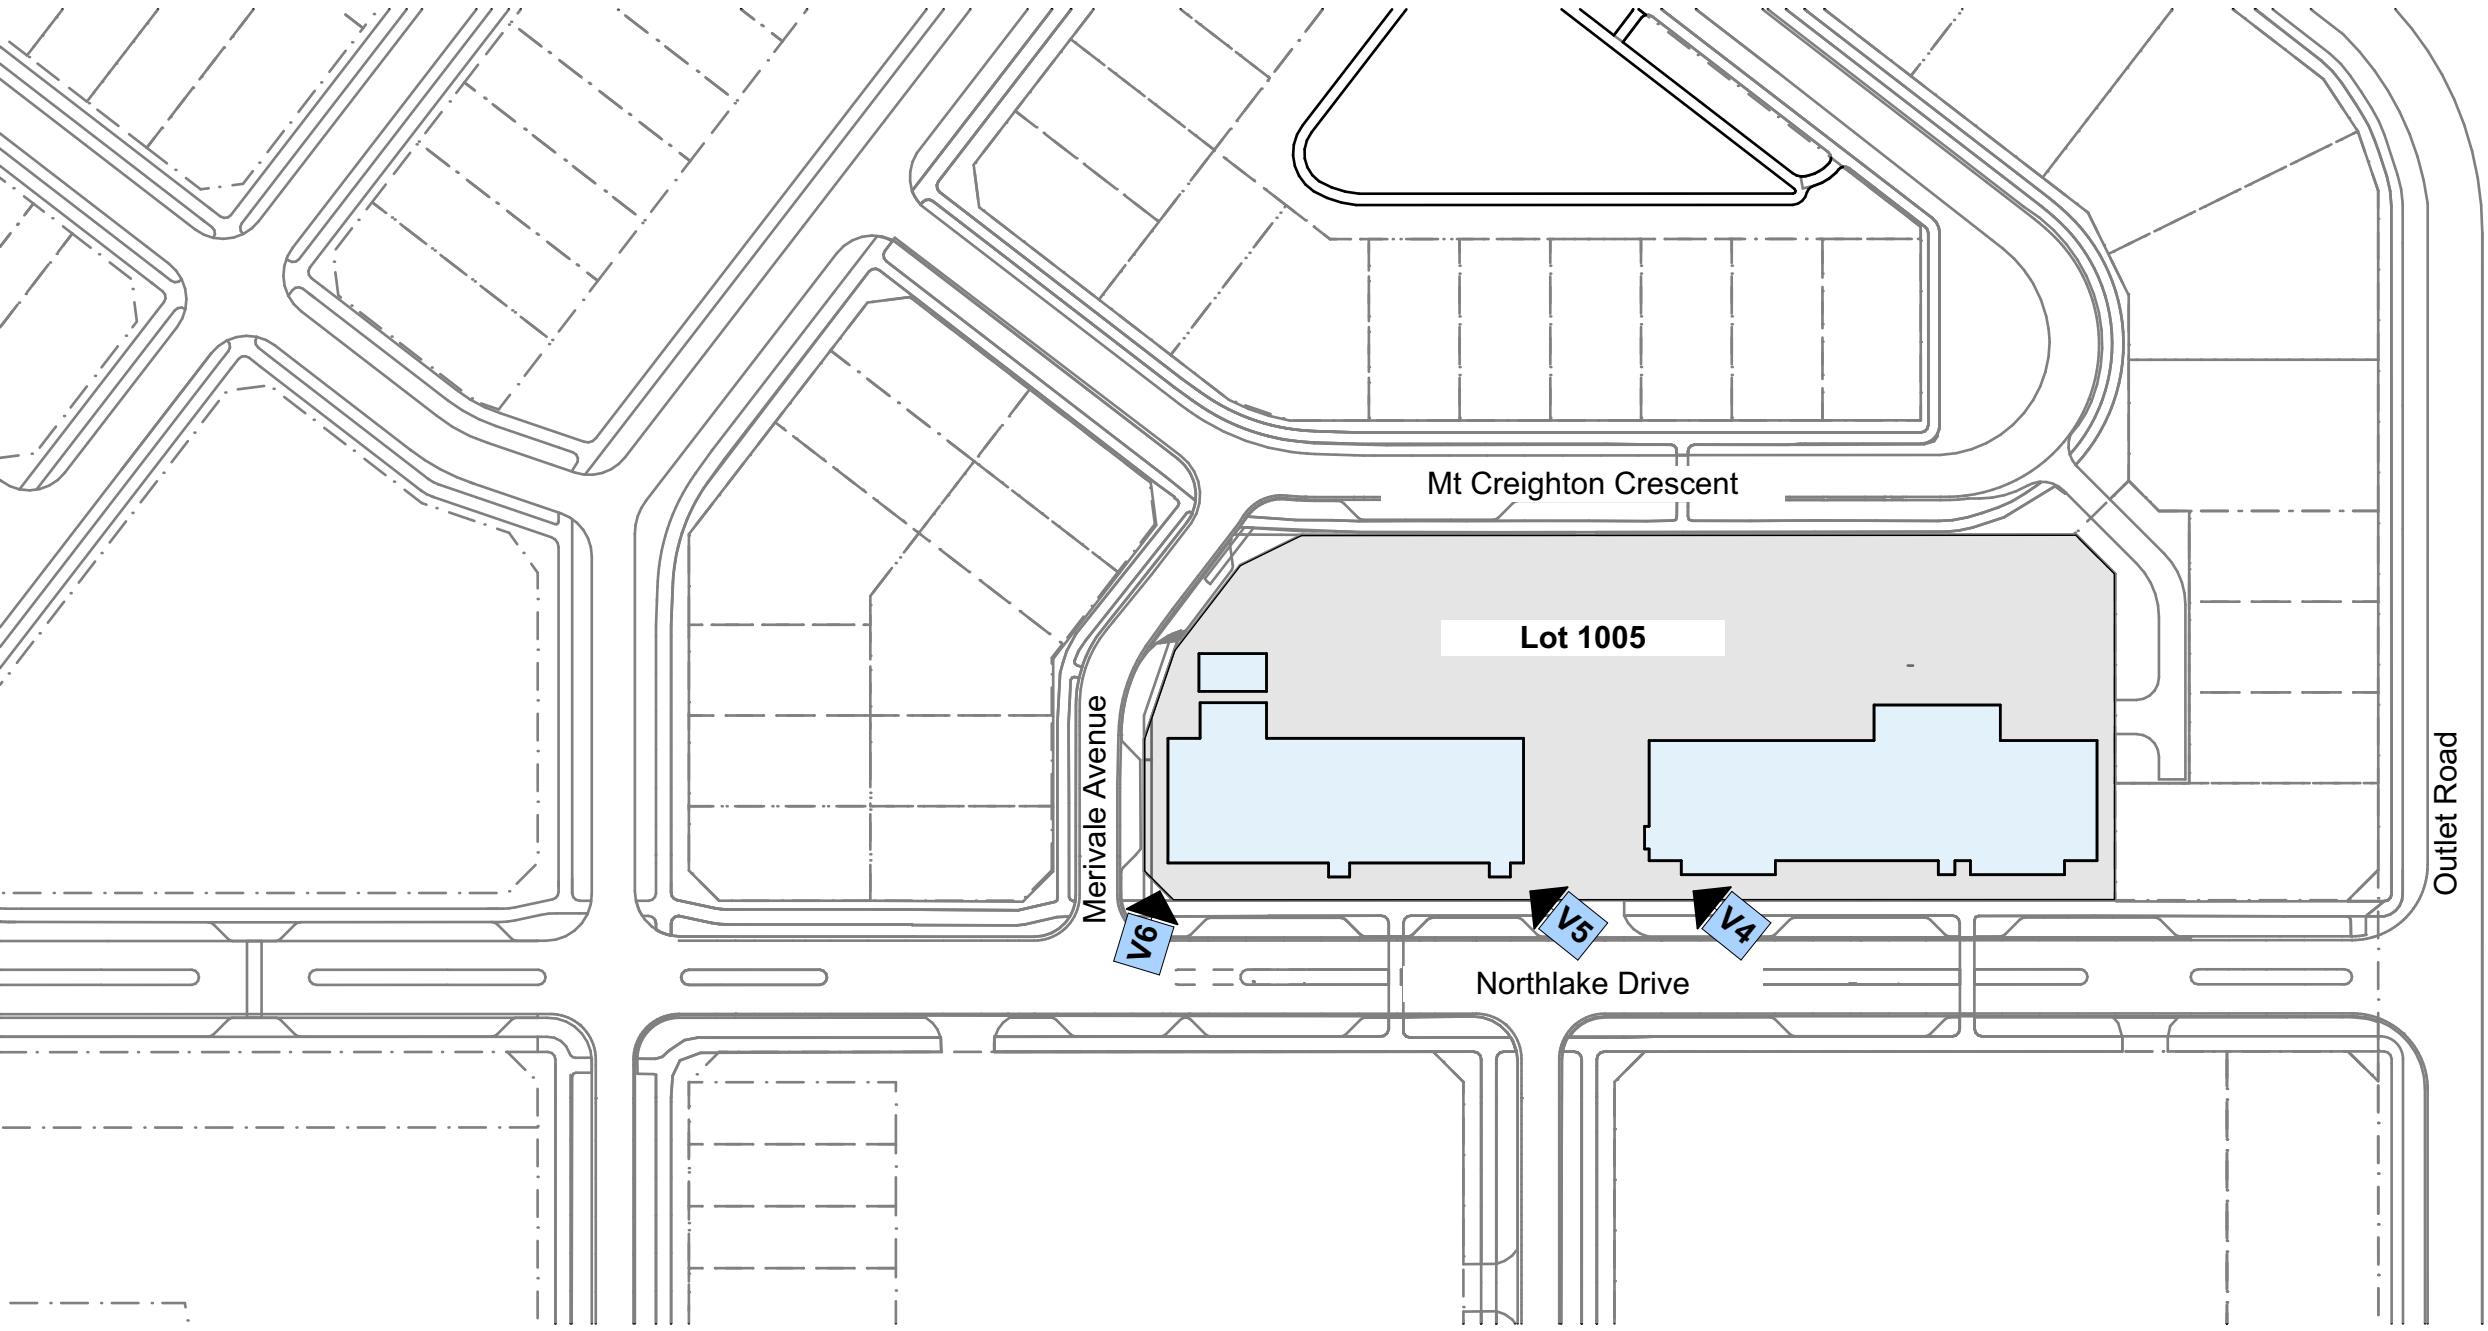 Mt Creighton Crescent
Lot 1005
Merivale Avenue
Outlet Road
V6
V5
V4
Northlake Drive